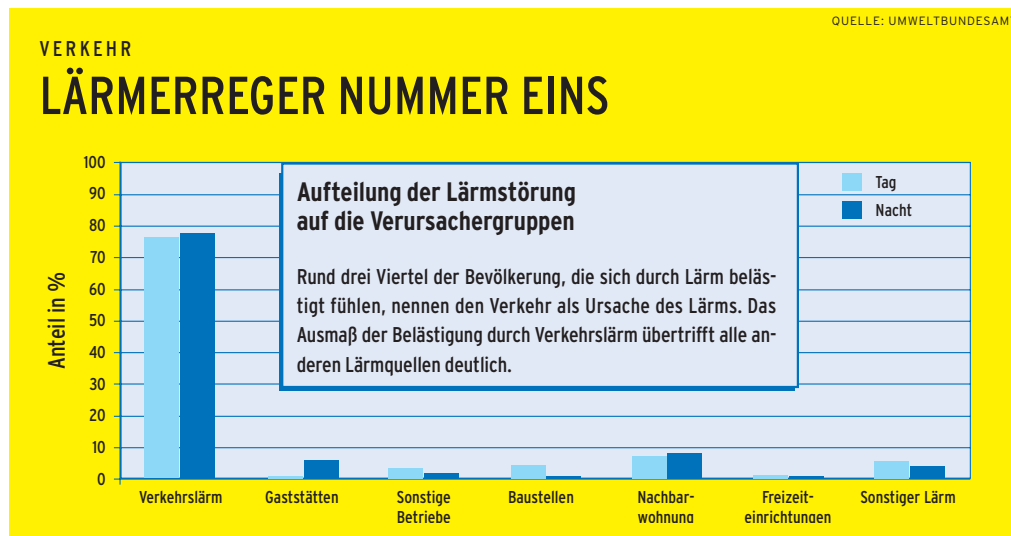 QUELLE: UMWELTBUNDESAMT
VERKEHR
LÄRMERREGER NUMMER EINS
Anteil in %
100
90
80
70
60
50
40
30
20
10
0
Aufteilung der Lärmstörung
auf die Verursachergruppen
Rund drei Viertel der Bevölkerung, die sich durch Lärm beläs-
tigt fühlen, nennen den Verkehr als Ursache des Lärms. Das
Ausmaß der Belästigung durch Verkehrslärm übertrifft alle an-
deren Lärmquellen deutlich.
Tag
Nacht
Verkehrslärm
Gaststätten
Sonstige
Betriebe
Baustellen
Nachbar-
wohnung
Freizeit-
einrichtungen
Sonstiger Lärm